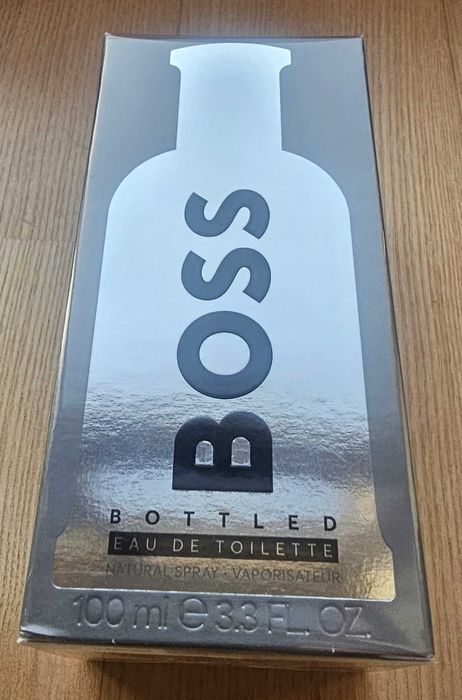 BOSS
BOTTLED
EAU DE TOILETTE
NATURAL SPRAY • VAPORISATEUR
100 ml e 3.3 FL. OZ.